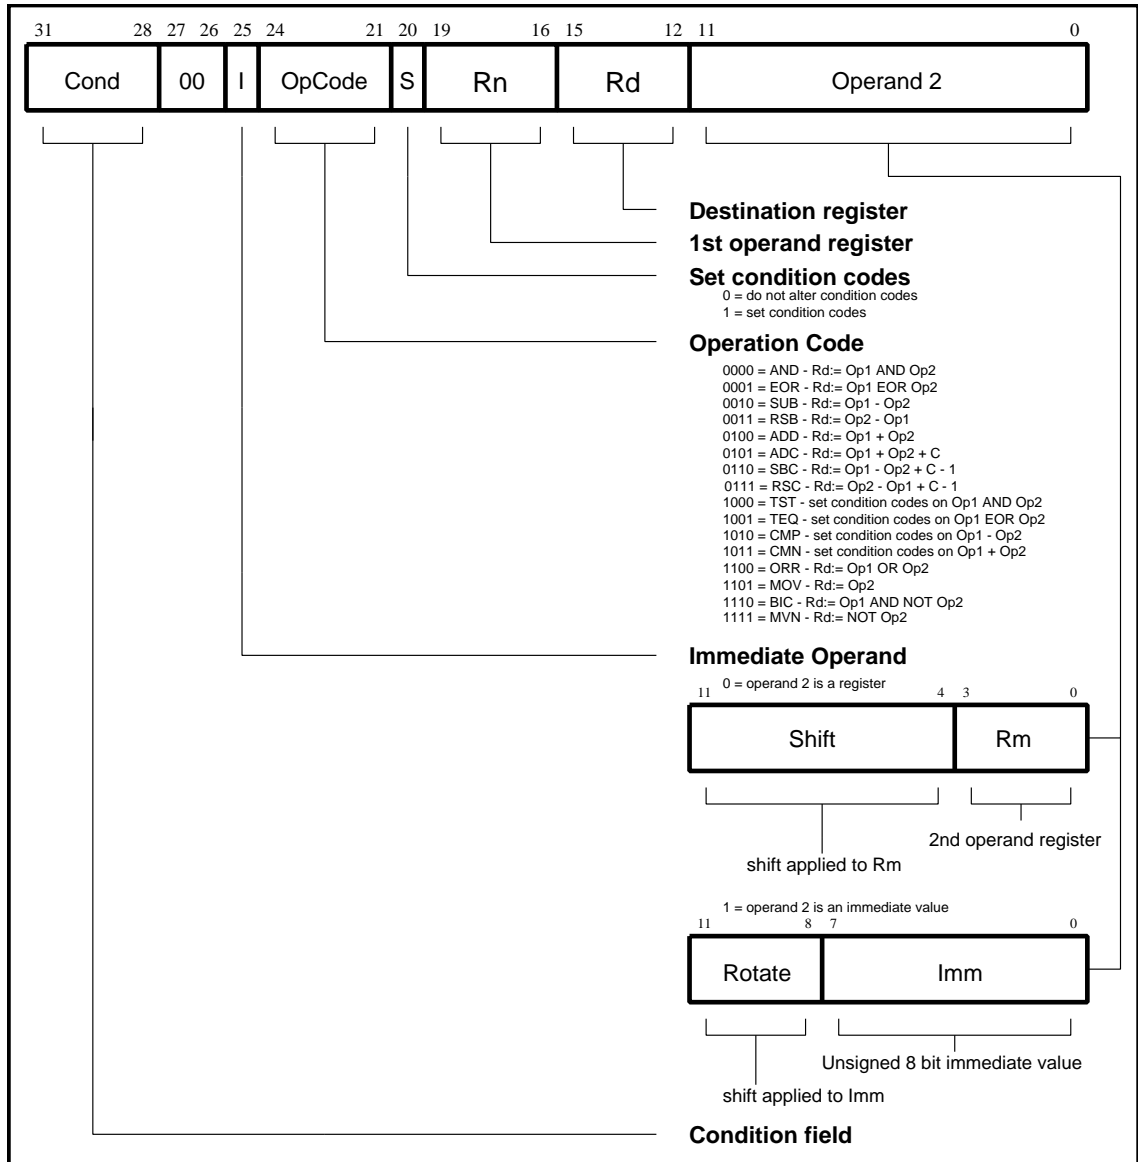 31 28 27 26 25 24 21 20 19 16 15 12 11 0
Cond 00 I OpCode S Rn Rd Operand 2
Destination register
1st operand register
Set condition codes
0 = do not alter condition codes
1 = set condition codes
Operation Code
0000 = AND - Rd:= Op1 AND Op2
0001 = EOR - Rd:= Op1 EOR Op2
0010 = SUB - Rd:= Op1 - Op2
0011 = RSB - Rd:= Op2 - Op1
0100 = ADD - Rd:= Op1 + Op2
0101 = ADC - Rd:= Op1 + Op2 + C
0110 = SBC - Rd:= Op1 - Op2 + C - 1
0111 = RSC - Rd:= Op2 - Op1 + C - 1
1000 = TST - set condition codes on Op1 AND Op2
1001 = TEQ - set condition codes on Op1 EOR Op2
1010 = CMP - set condition codes on Op1 - Op2
1011 = CMN - set condition codes on Op1 + Op2
1100 = ORR - Rd:= Op1 OR Op2
1101 = MOV - Rd:= Op2
1110 = BIC - Rd:= Op1 AND NOT Op2
1111 = MVN - Rd:= NOT Op2
Immediate Operand
0 = operand 2 is a register
11 4 3 0
Shift Rm
2nd operand register
shift applied to Rm
1 = operand 2 is an immediate value
11 8 7 0
Rotate Imm
Unsigned 8 bit immediate value
shift applied to Imm
Condition field